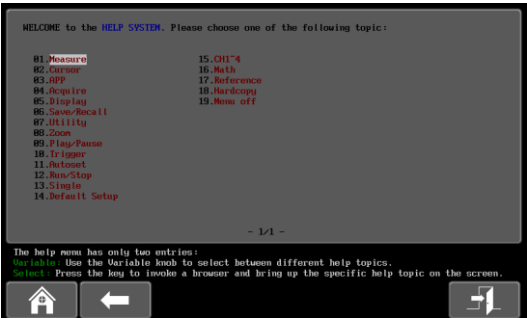 WELCOME to the HELP SYSTEM. Please choose one of the following topic:
01.Measure
02.Cursor
03.APP
04.Acquire
05.Display
06.Save/Recall
07.Utility
08.Zoom
09.Play/Pause
10.Trigger
11.Autoset
12.Run/Stop
13.Single
14.Default Setup
15.CH1~4
16.Math
17.Reference
18.Hardcopy
19.Menu off
- 1/1 -
The help menu has only two entries:
Variable: Use the Variable knob to select between different help topics.
Select: Press the key to invoke a browser and bring up the specific help topic on the screen.